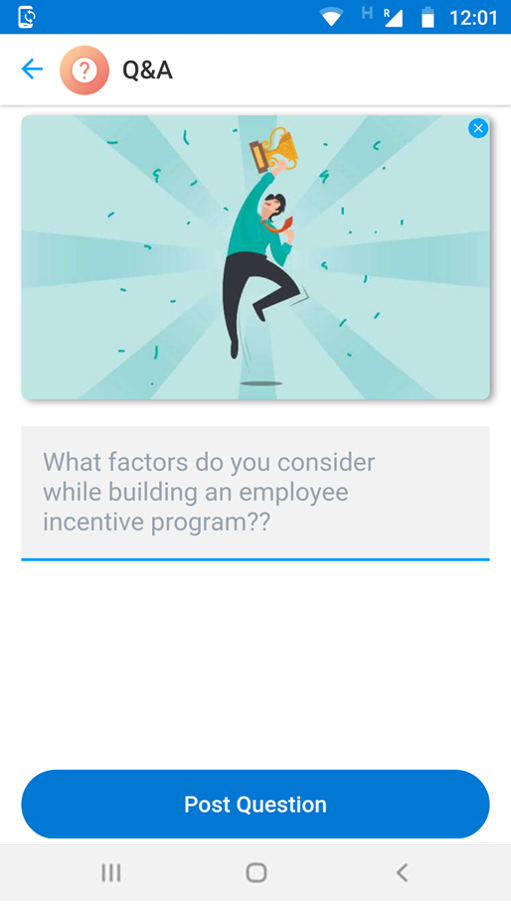 H R 12:01
Q&A
What factors do you consider
while building an employee
incentive program??
Post Question